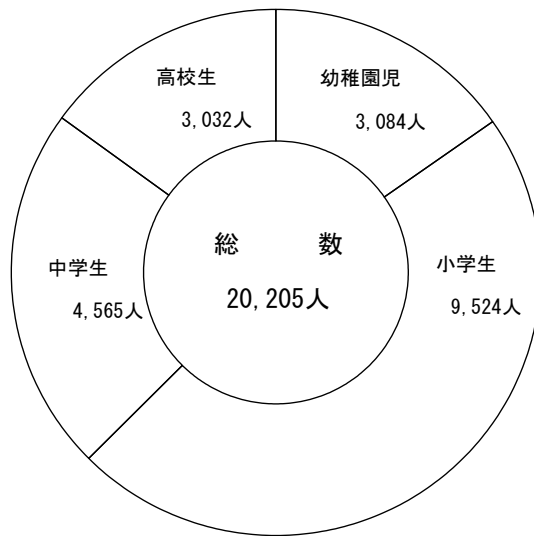 高校生
3,032人
幼稚園児
3,084人
総 数
20,205人
中学生
4,565人
小学生
9,524人